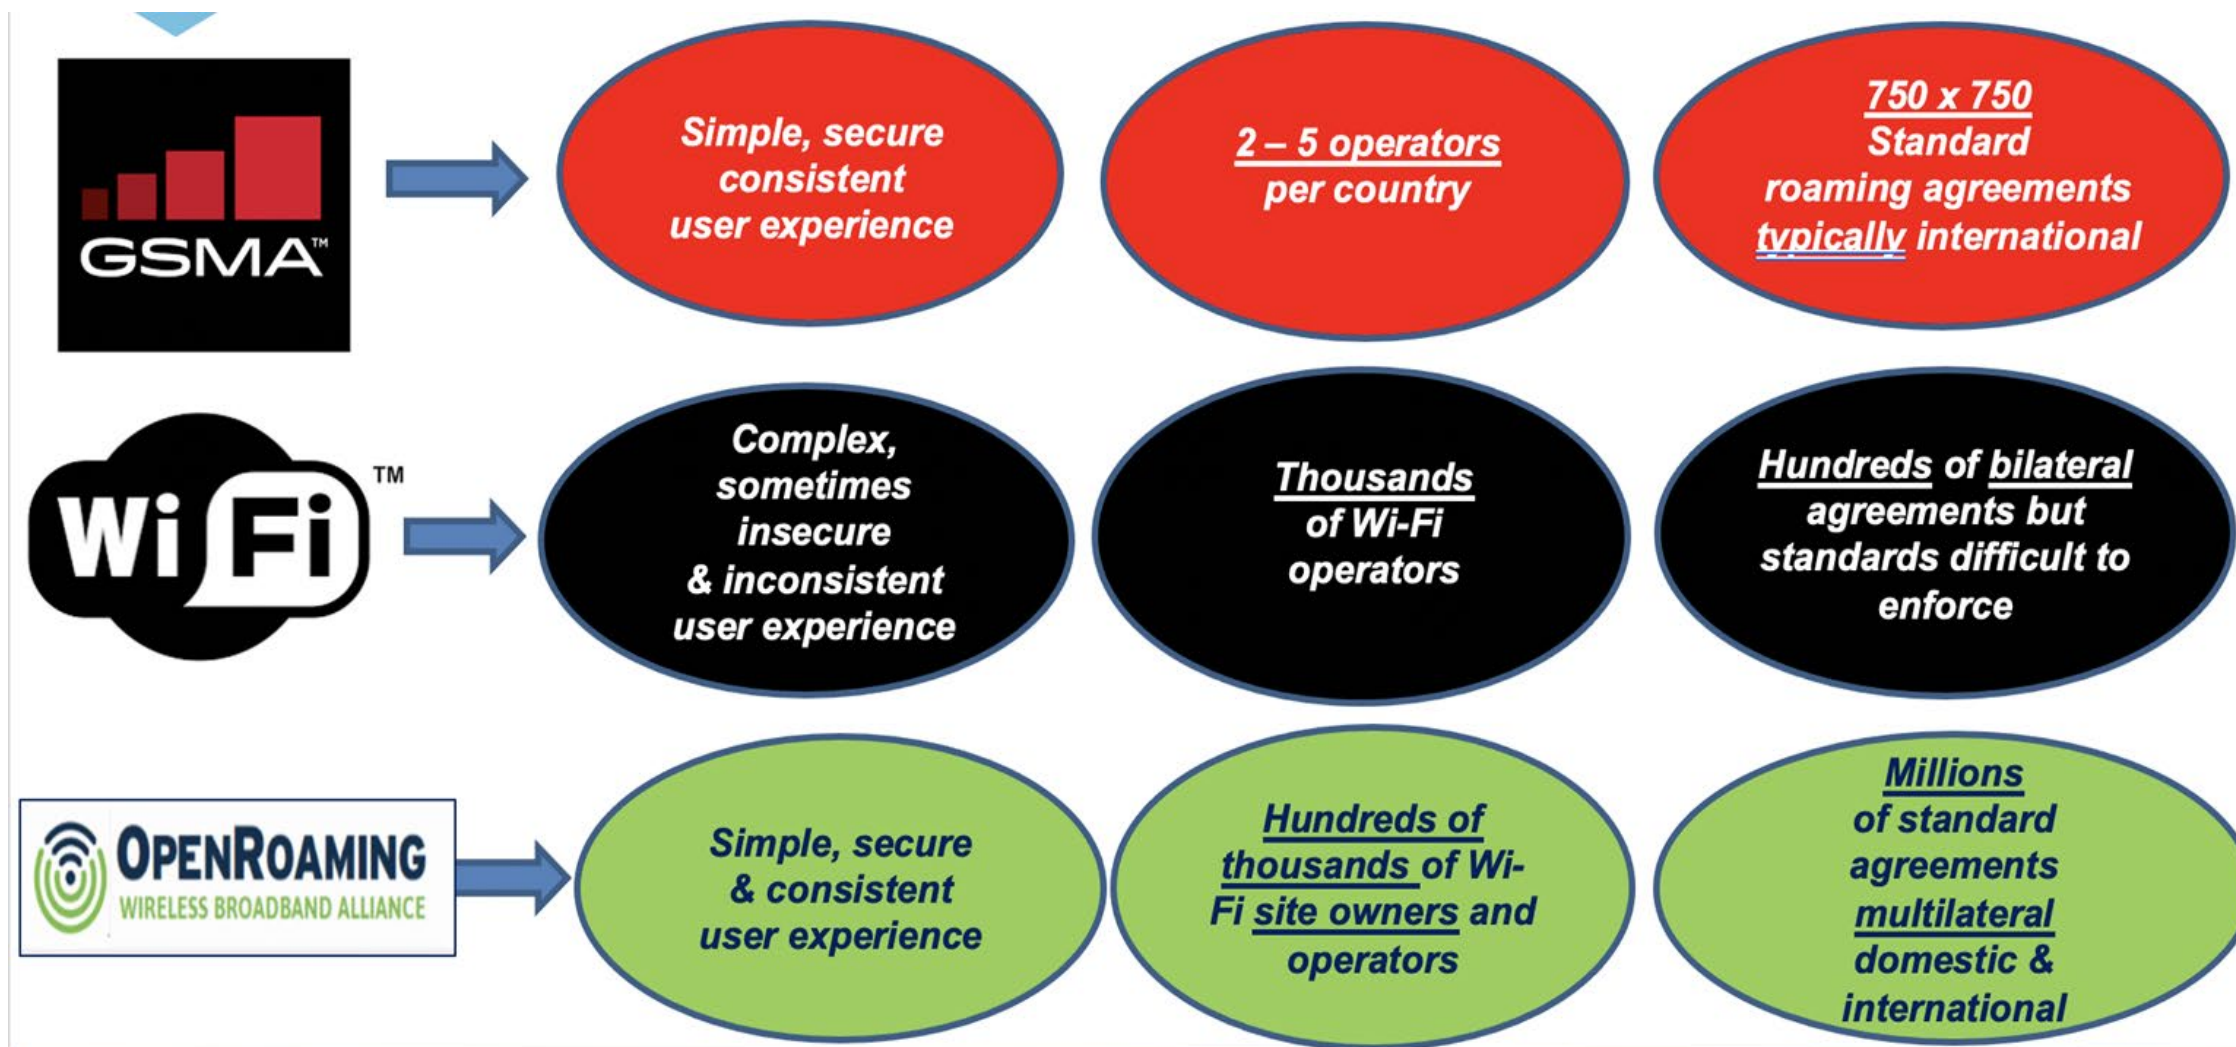 GSMA™
Simple, secure
consistent
user experience
2 – 5 operators
per country
750 x 750
Standard
roaming agreements
typically international
Wi Fi TM
Complex,
sometimes
insecure
& inconsistent
user experience
Thousands
of Wi-Fi
operators
Hundreds of bilateral
agreements but
standards difficult to
enforce
OPENROAMING
WIRELESS BROADBAND ALLIANCE
Simple, secure
& consistent
user experience
Hundreds of
thousands of Wi-
Fi site owners and
operators
Millions
of standard
agreements
multilateral
domestic &
international